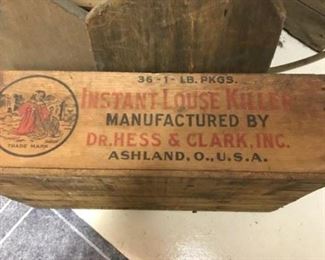 36-1-LB. PKGS.
INSTANT LOUSE KILLER
MANUFACTURED BY
DR. HESS & CLARK, INC.
ASHLAND, O., U.S.A.
TRADE MARK